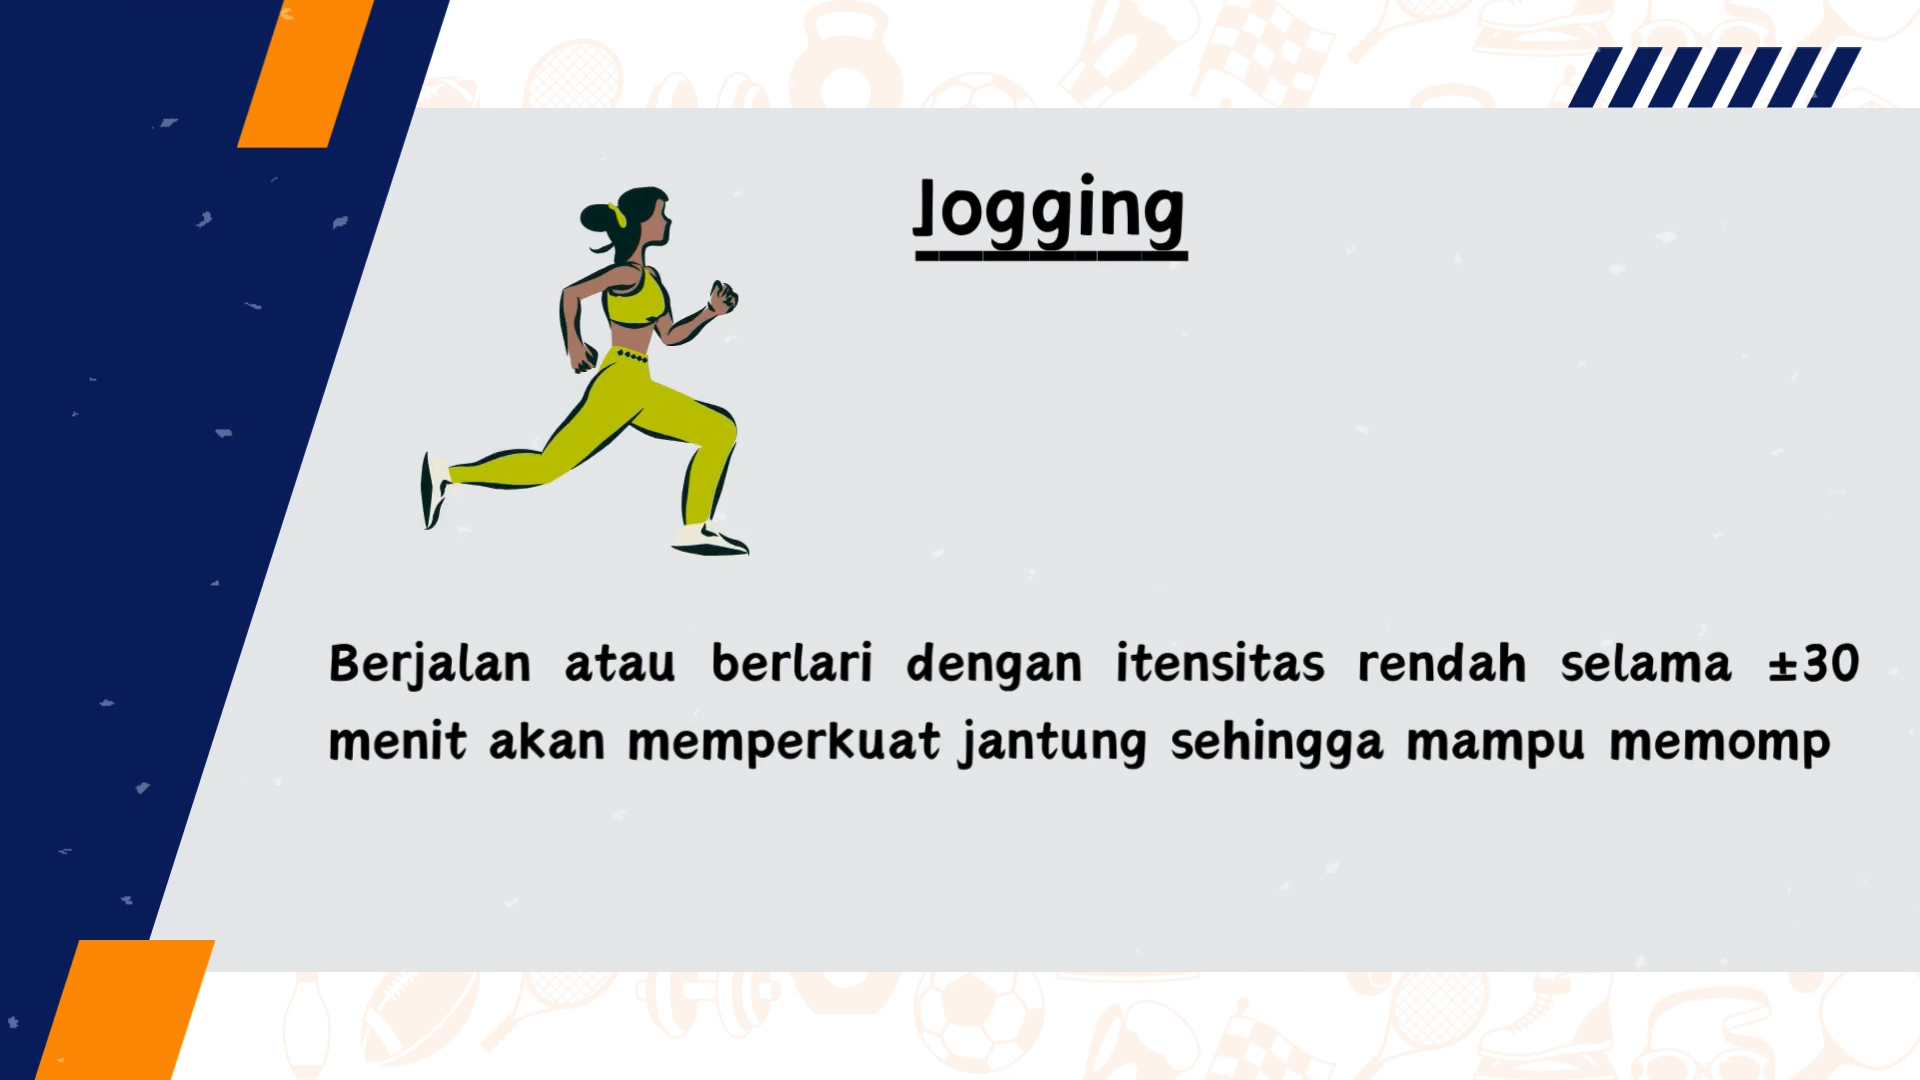 Jogging
Berjalan atau berlari dengan itensitas rendah selama ±30
menit akan memperkuat jantung sehingga mampu memomp